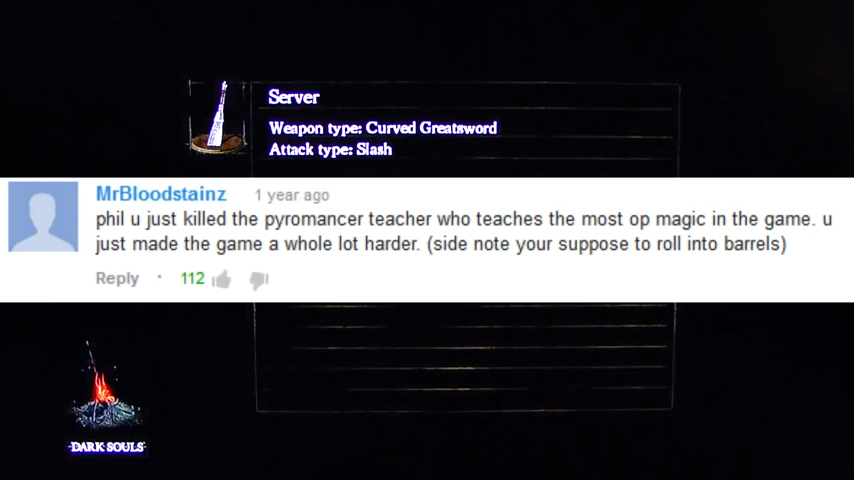 Server
Weapon type: Curved Greatsword
Attack type: Slash
MrBloodstainz 1 year ago
phil u just killed the pyromancer teacher who teaches the most op magic in the game. u
just made the game a whole lot harder. (side note your suppose to roll into barrels)
Reply · 112
DARK SOULS